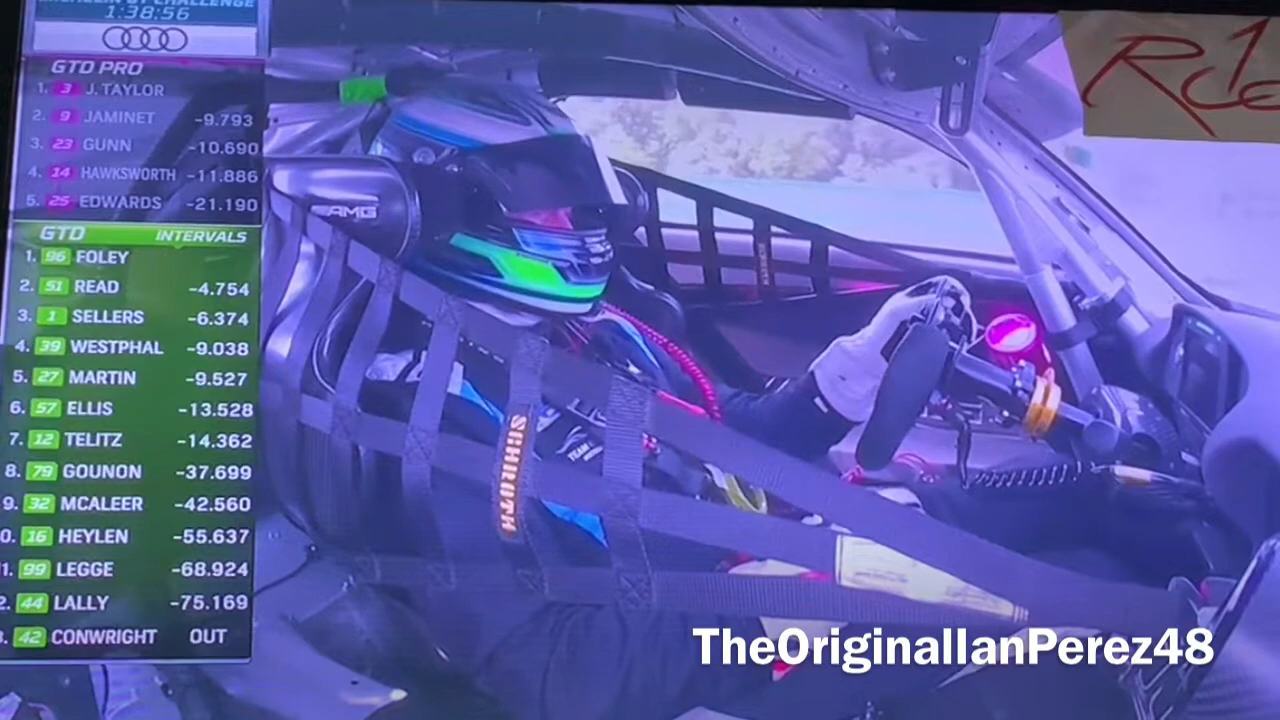 MICHELIN GT CHALLENGE
1:38:56
GTD PRO
1. 3 J. TAYLOR
2. 9 JAMINET -9.793
3. 23 GUNN -10.690
4. 14 HAWKSWORTH -11.886
5. 25 EDWARDS -21.190
GTD INTERVALS
1. 96 FOLEY
2. 51 READ -4.754
3. 1 SELLERS -6.374
4. 39 WESTPHAL -9.038
5. 27 MARTIN -9.527
6. 57 ELLIS -13.528
7. 12 TELITZ -14.362
8. 79 GOUNON -37.699
9. 32 MCALEER -42.560
0. 16 HEYLEN -55.637
1. 99 LEGGE -68.924
2. 44 LALLY -75.169
3. 42 CONWRIGHT OUT
AMG
SCHROTH
TEAM
TheOriginalIanPerez48